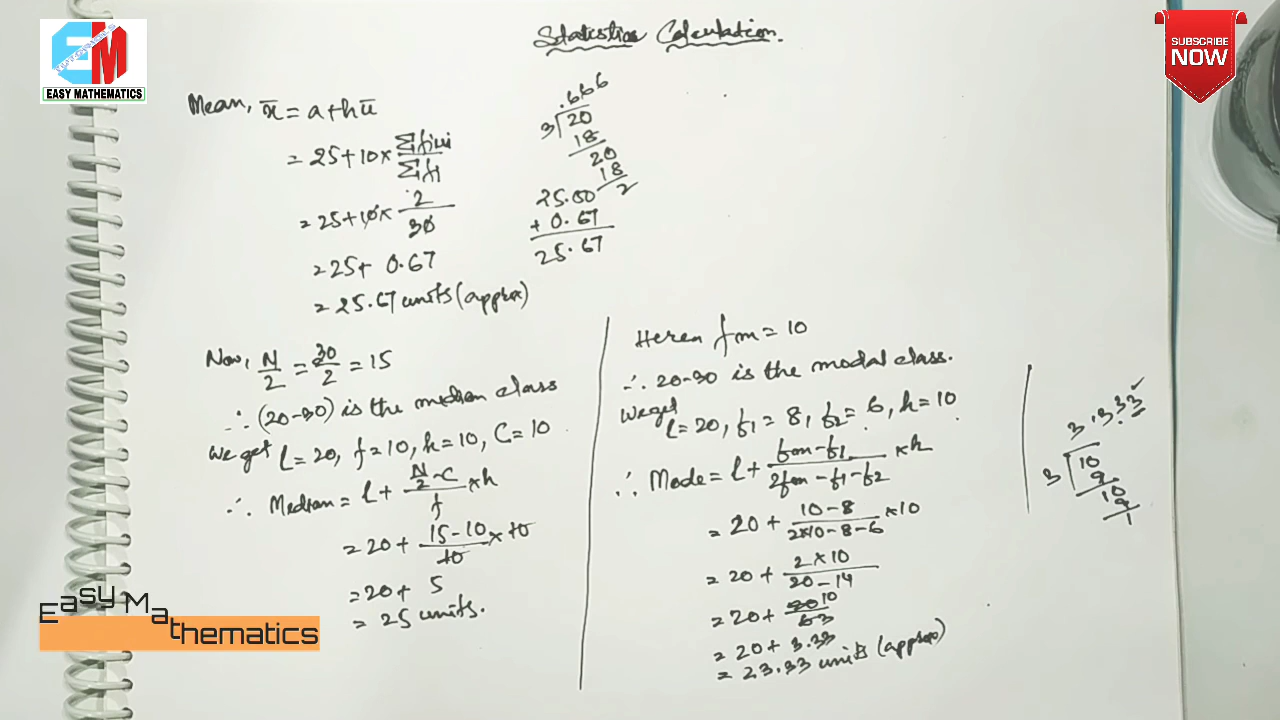 Statistics Calculation.
EM
EASY MATHEMATICS
SUBSCRIBE
NOW
Mean, x̅ = a+hu̅
= 25+10× Σfiui/Σfi
= 25+10× 2/30
= 25+ 0.67
= 25.67 units (approx)
.666
3 20
18
20
18
2
25.00
+ 0.67
25.67
Now, N/2 = 30/2 = 15
∴ (20-30) is the median class
We get L=20, f=10, h=10, C=10
∴ Median = L+ (N/2-C)/f ×h
= 20+ (15-10)/10 × 10
= 20+ 5
= 25 units.
Here, fm = 10
∴ 20-30 is the modal class.
We get
L=20, f1= 8, f2= 6, h=10
∴ Mode = L+ (fm-f1)/(2fm-f1-f2) ×h
= 20+ (10-8)/(2×10-8-6) ×10
= 20+ (2×10)/(20-14)
= 20+ 20 10/6 3
= 20+ 3.33
= 23.33 units (approx)
3.333 ✓
3 10
9
10
9
1
Easy Mathematics